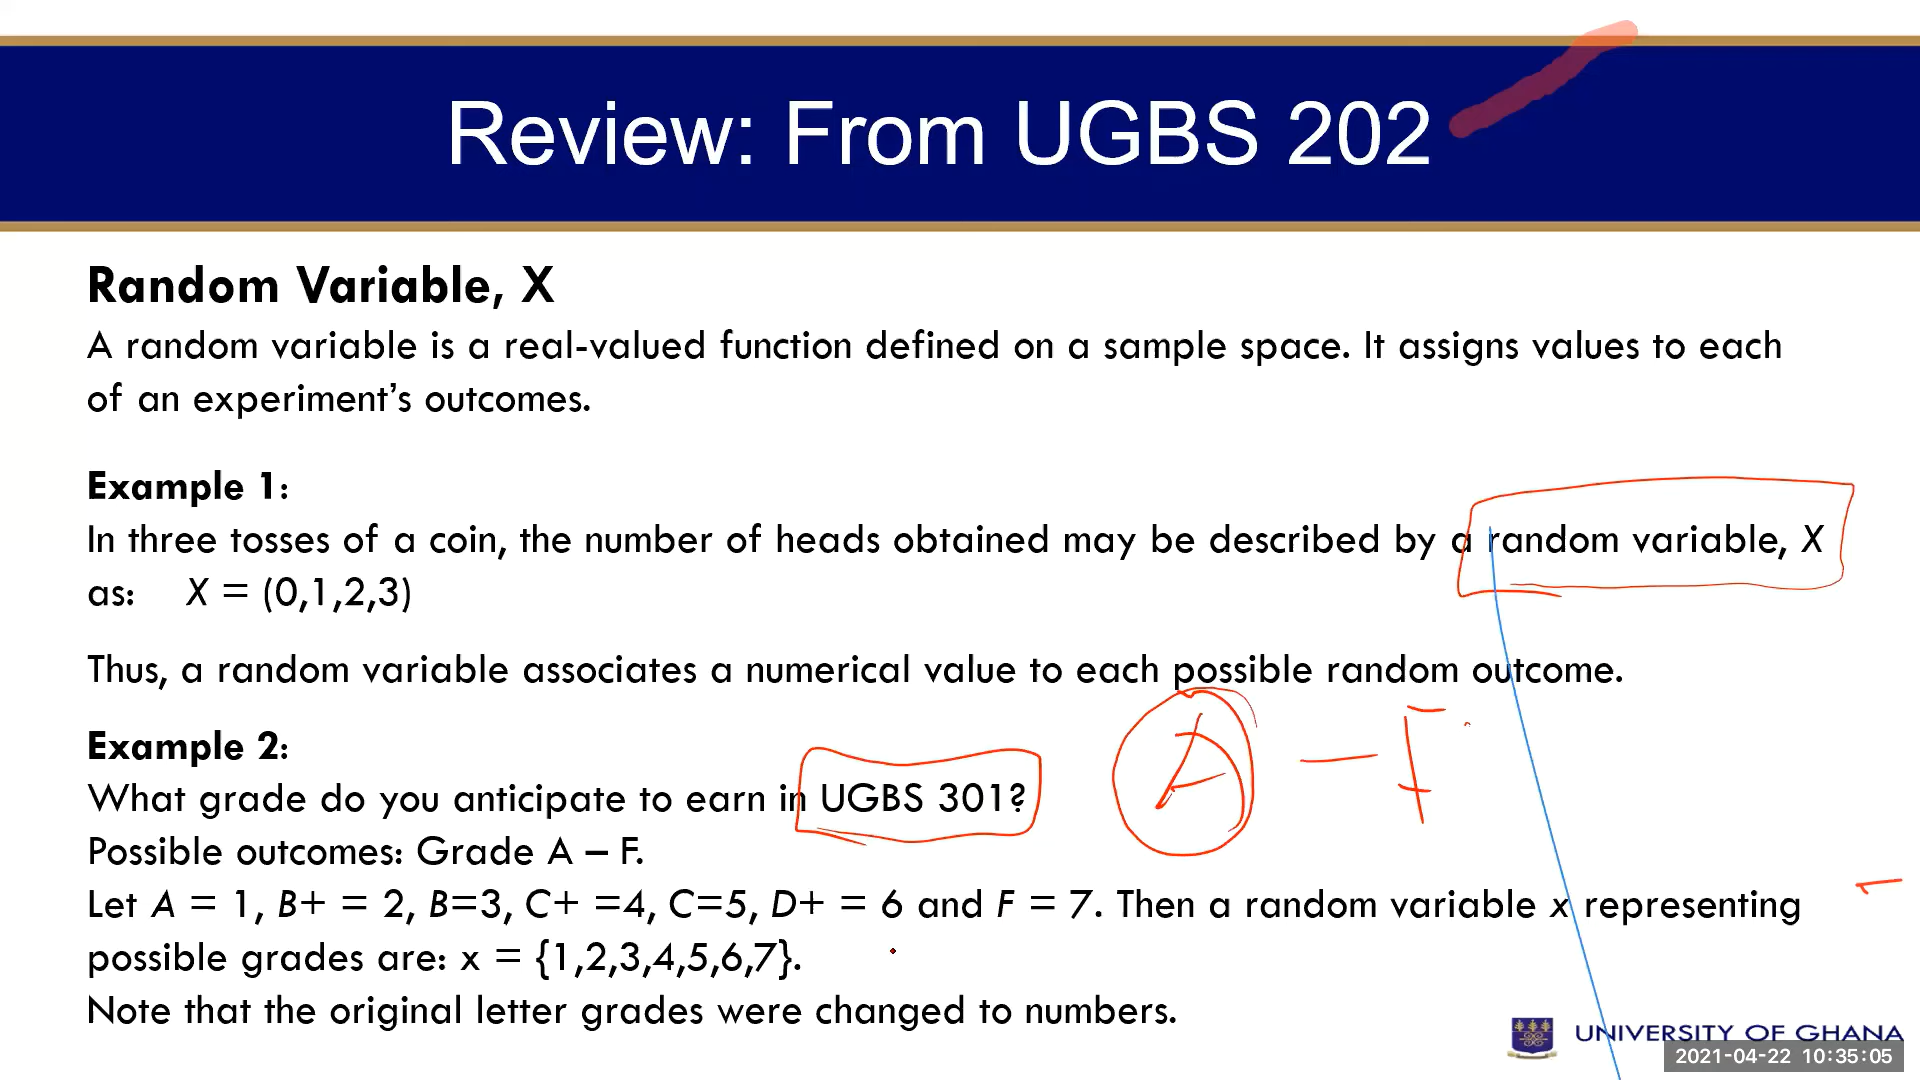 Review: From UGBS 202
Random Variable, X
A random variable is a real-valued function defined on a sample space. It assigns values to each
of an experiment’s outcomes.
Example 1:
In three tosses of a coin, the number of heads obtained may be described by a random variable, X
as: X = (0,1,2,3)
Thus, a random variable associates a numerical value to each possible random outcome.
Example 2:
A – F
What grade do you anticipate to earn in UGBS 301?
Possible outcomes: Grade A – F.
Let A = 1, B+ = 2, B=3, C+ =4, C=5, D+ = 6 and F = 7. Then a random variable x representing
possible grades are: x = {1,2,3,4,5,6,7}.
Note that the original letter grades were changed to numbers.
UNIVERSITY OF GHANA
2021-04-22 10:35:05